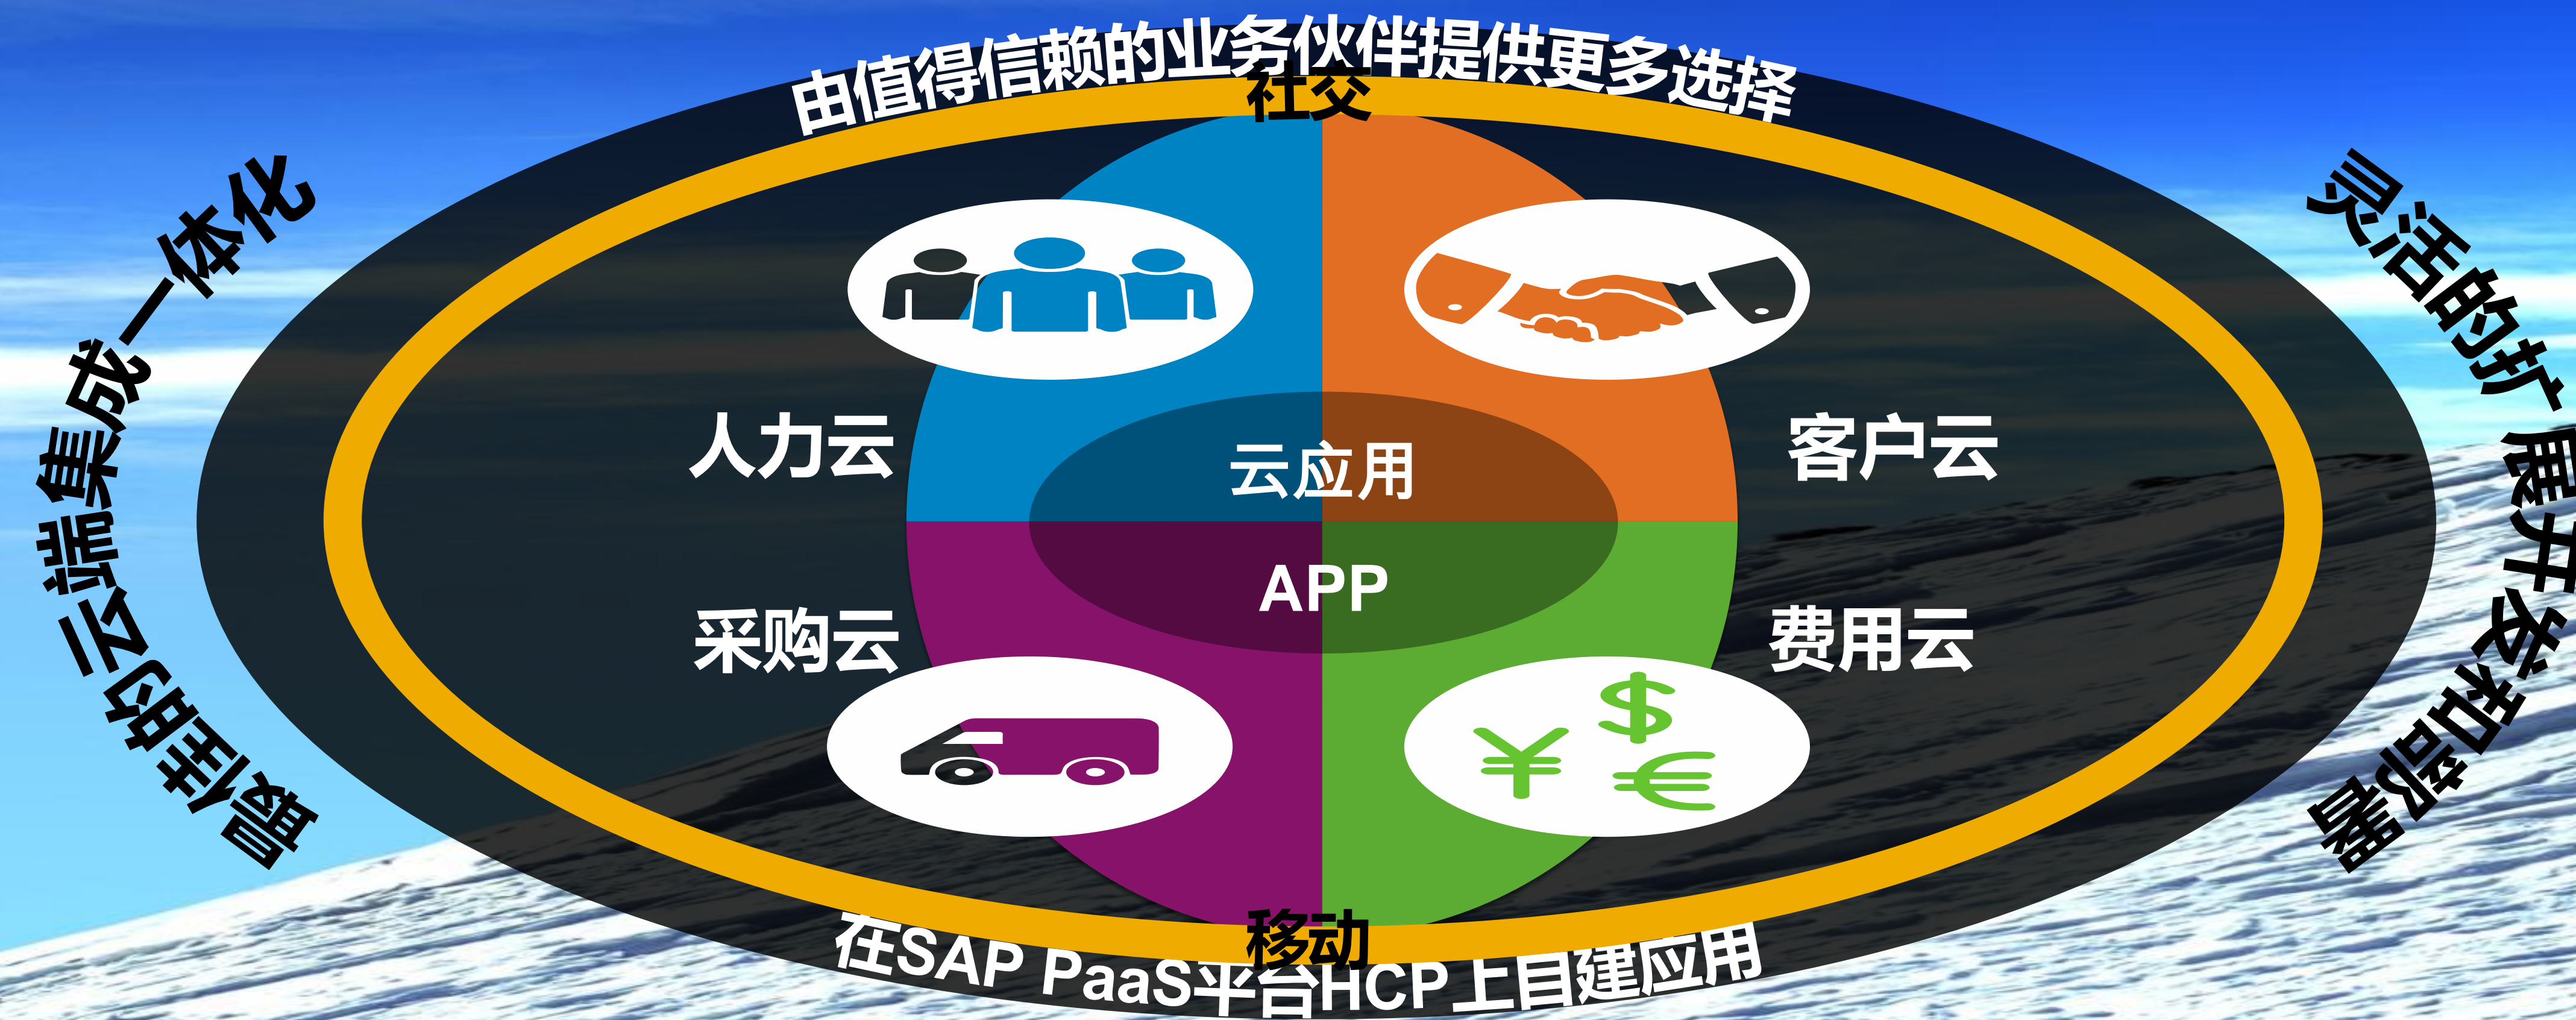 由值得信赖的业务伙伴提供更多选择
社交
最佳的云端集成一体化
灵活的扩展开发和部署
人力云
客户云
云应用
APP
采购云
费用云
移动
在SAP PaaS平台HCP上自建应用